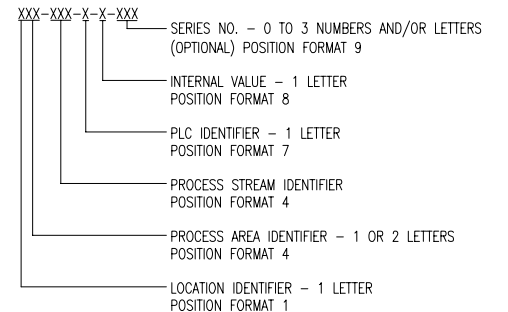 XXX-XXX-X-X-XXX
SERIES NO. – 0 TO 3 NUMBERS AND/OR LETTERS
(OPTIONAL) POSITION FORMAT 9
INTERNAL VALUE – 1 LETTER
POSITION FORMAT 8
PLC IDENTIFIER – 1 LETTER
POSITION FORMAT 7
PROCESS STREAM IDENTIFIER
POSITION FORMAT 4
PROCESS AREA IDENTIFIER – 1 OR 2 LETTERS
POSITION FORMAT 4
LOCATION IDENTIFIER – 1 LETTER
POSITION FORMAT 1